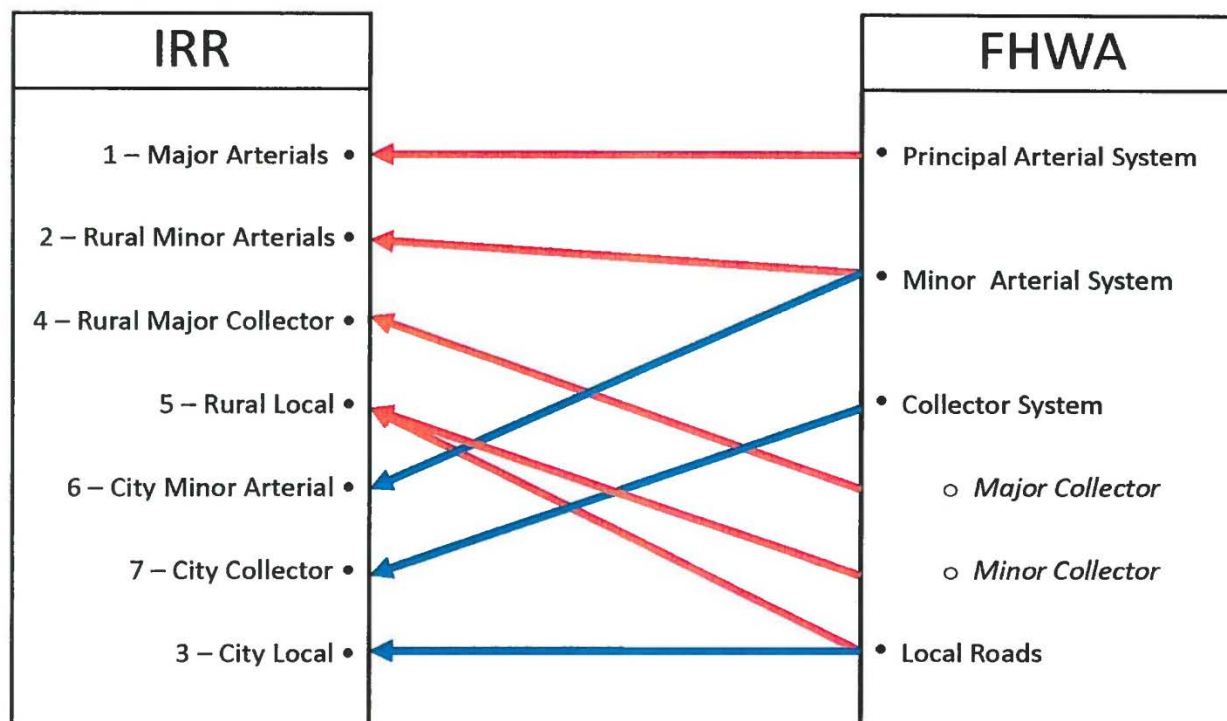 IRR
1 – Major Arterials •
2 – Rural Minor Arterials •
4 – Rural Major Collector •
5 – Rural Local •
6 – City Minor Arterial •
7 – City Collector •
3 – City Local •
FHWA
• Principal Arterial System
• Minor Arterial System
• Collector System
o Major Collector
o Minor Collector
• Local Roads